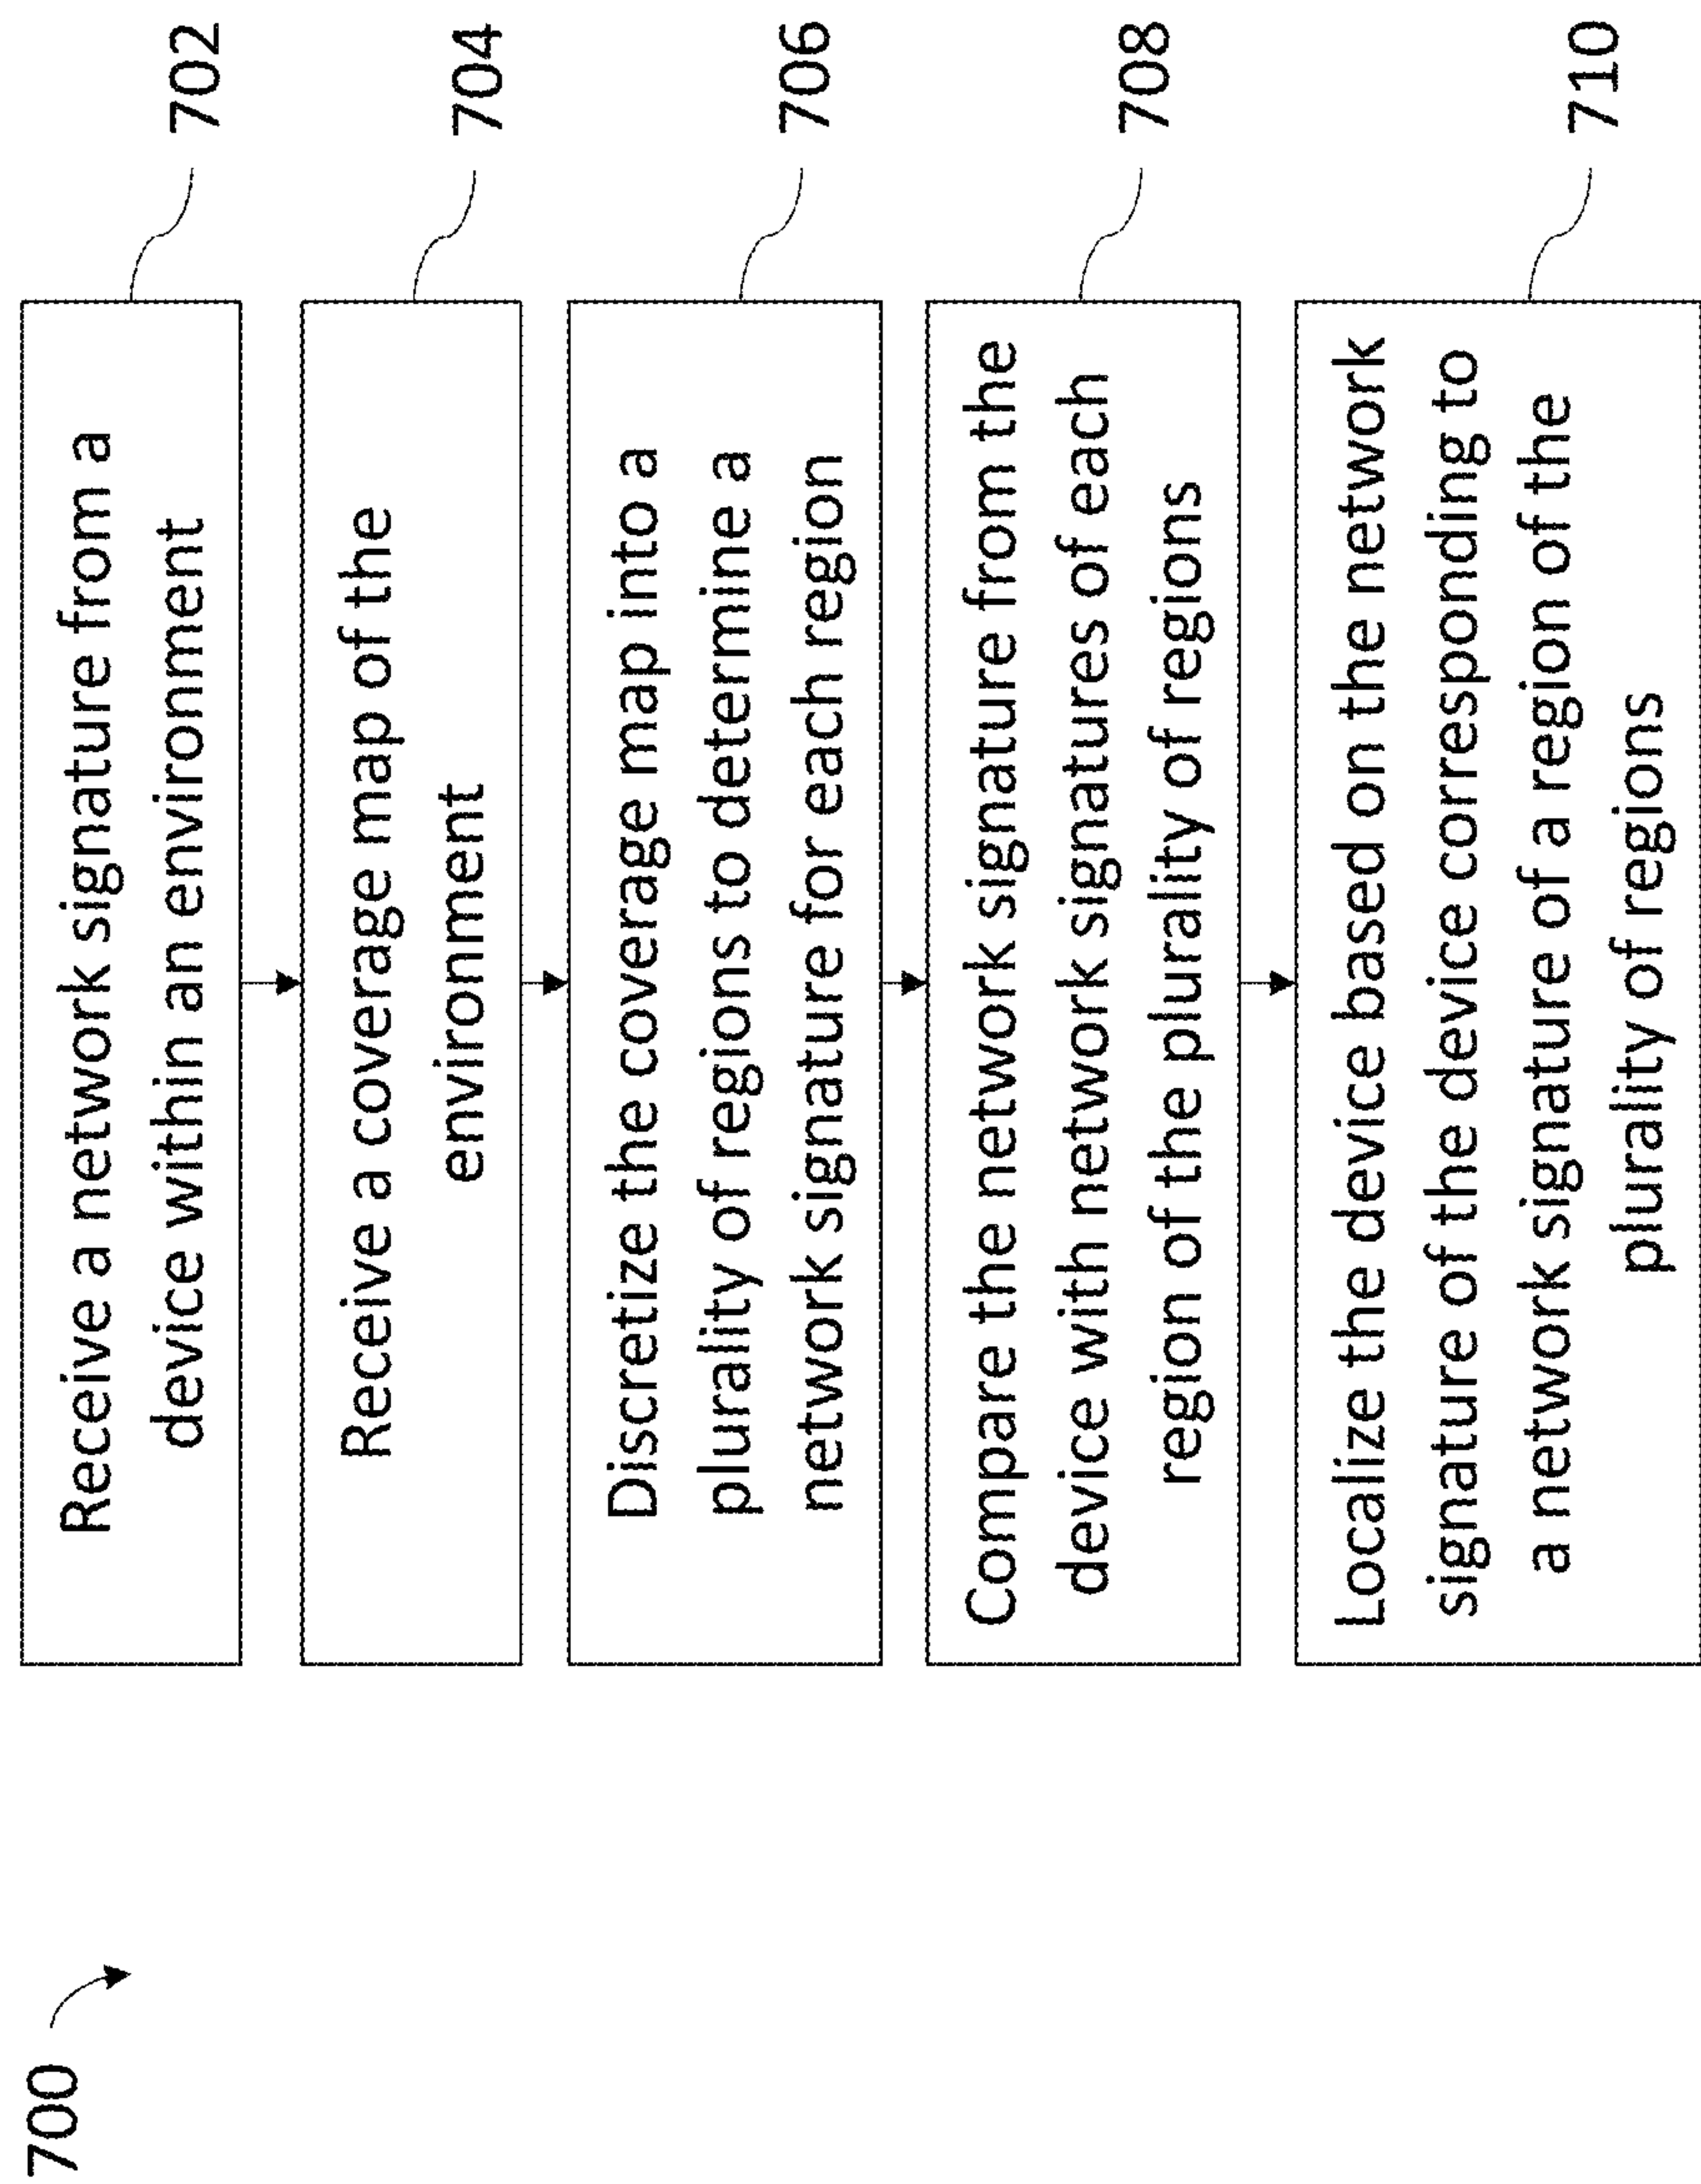 700
Receive a network signature from a
device within an environment
702
Receive a coverage map of the
environment
704
Discretize the coverage map into a
plurality of regions to determine a
network signature for each region
706
Compare the network signature from the
device with network signatures of each
region of the plurality of regions
708
Localize the device based on the network
signature of the device corresponding to
a network signature of a region of the
plurality of regions
710